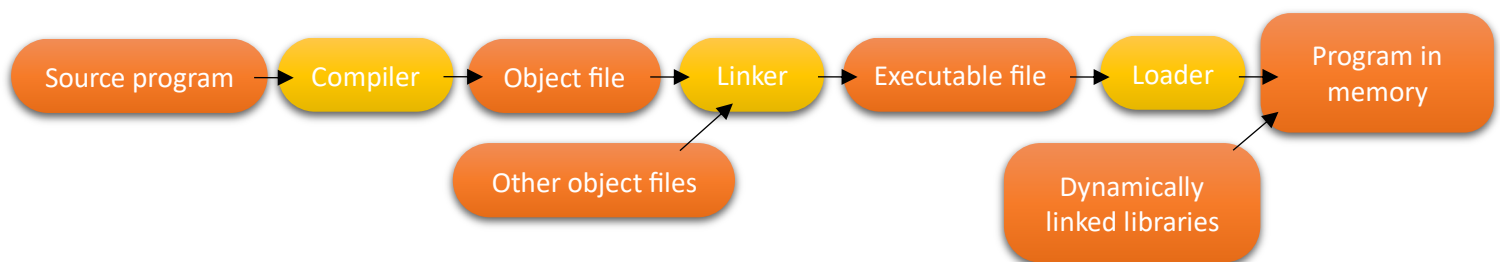 Source program
Compiler
Object file
Linker
Executable file
Loader
Program in
memory
Other object files
Dynamically
linked libraries